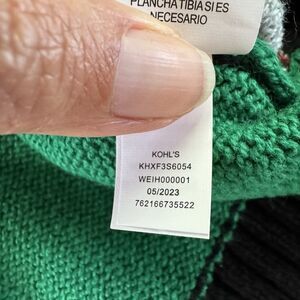 PLANCHA TIBIA SI ES
NECESARIO
KOHL'S
KHXF3S6054
WEIH000001
05/2023
762166735522